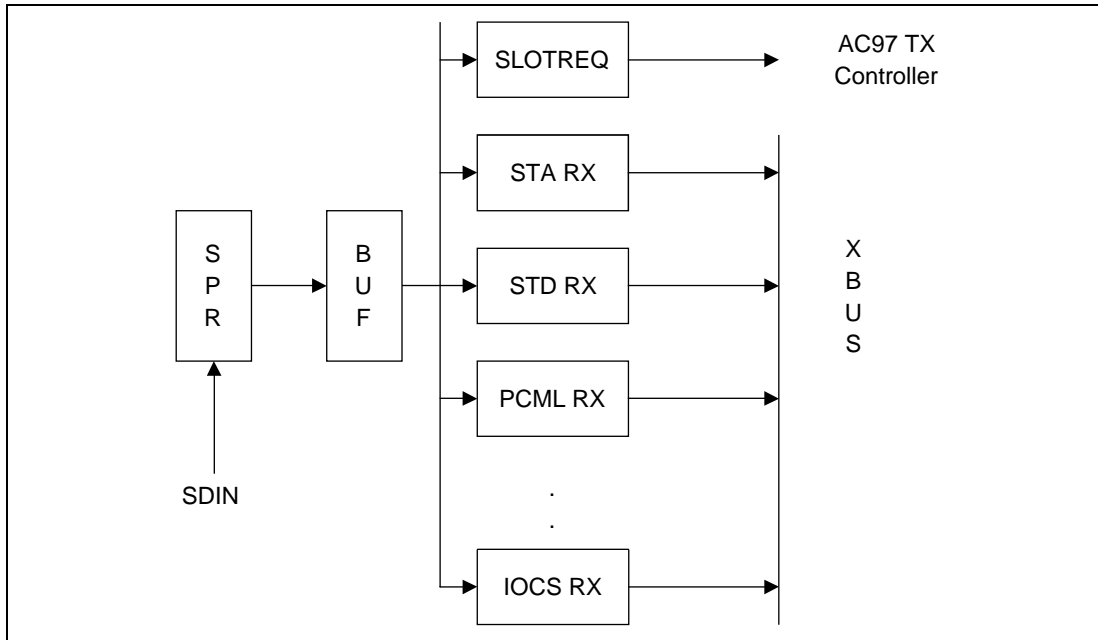 SLOTREQ
AC97 TX
Controller
STA RX
S
P
R
B
U
F
STD RX
X
B
U
S
PCML RX
SDIN
.
.
IOCS RX